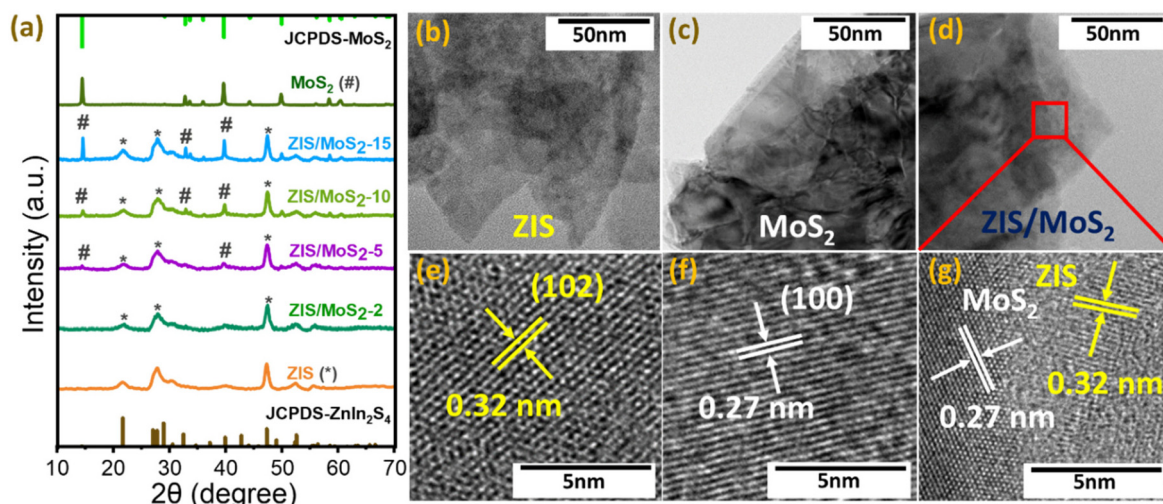 (a)
JCPDS-MoS₂
MoS₂ (#)
# * * # # * ZIS/MoS₂-15
# * * # # * ZIS/MoS₂-10
# * * # * ZIS/MoS₂-5
* * * ZIS/MoS₂-2
ZIS (*)
JCPDS-ZnIn₂S₄
Intensity (a.u.)
10 20 30 40 50 60 70
2θ (degree)
(b)
50nm
ZIS
(c)
50nm
MoS₂
(d)
50nm
ZIS/MoS₂
(e)
(102)
0.32 nm
5nm
(f)
(100)
0.27 nm
5nm
(g)
ZIS
MoS₂
0.32 nm
0.27 nm
5nm